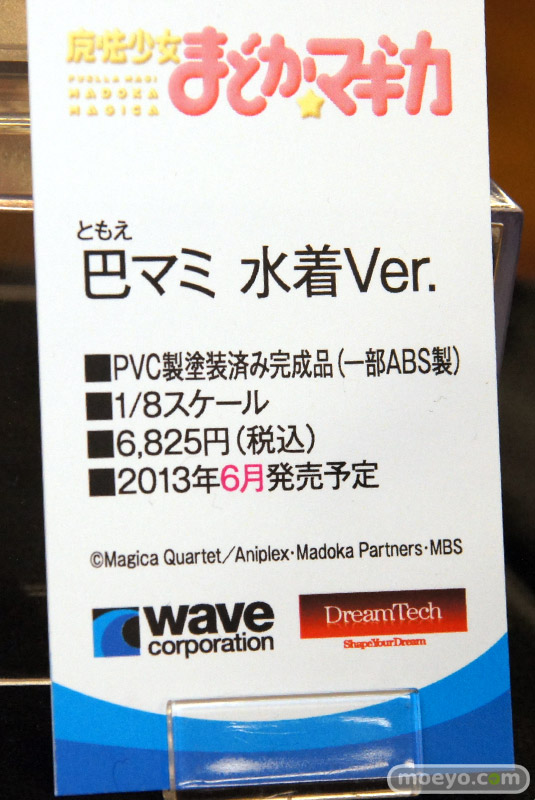 魔法少女
PUELLA MAGI
MADOKA
MAGICA
まどか☆マギカ
ともえ
巴マミ 水着Ver.
■PVC製塗装済み完成品(一部ABS製)
■1/8スケール
■6,825円(税込)
■2013年6月発売予定
©Magica Quartet/Aniplex・Madoka Partners・MBS
wave
corporation
DreamTech
ShapeYourDream
moeyo.com